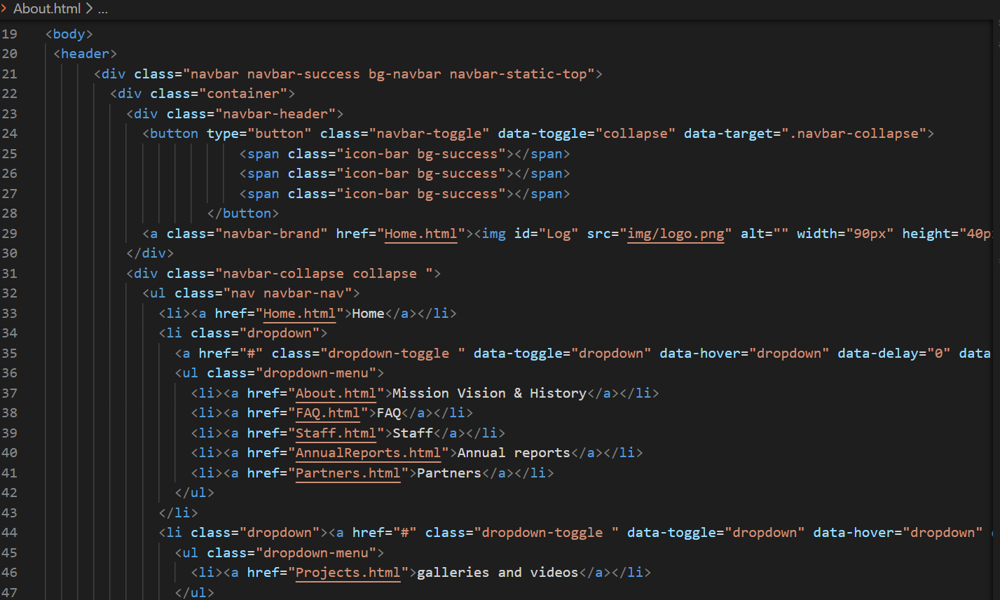 About.html > ...
19 <body>
20 <header>
21 <div class="navbar navbar-success bg-navbar navbar-static-top">
22 <div class="container">
23 <div class="navbar-header">
24 <button type="button" class="navbar-toggle" data-toggle="collapse" data-target=".navbar-collapse">
25 <span class="icon-bar bg-success"></span>
26 <span class="icon-bar bg-success"></span>
27 <span class="icon-bar bg-success"></span>
28 </button>
29 <a class="navbar-brand" href="Home.html"><img id="Log" src="img/logo.png" alt="" width="90px" height="40p
30 </div>
31 <div class="navbar-collapse collapse ">
32 <ul class="nav navbar-nav">
33 <li><a href="Home.html">Home</a></li>
34 <li class="dropdown">
35 <a href="#" class="dropdown-toggle " data-toggle="dropdown" data-hover="dropdown" data-delay="0" data
36 <ul class="dropdown-menu">
37 <li><a href="About.html">Mission Vision & History</a></li>
38 <li><a href="FAQ.html">FAQ</a></li>
39 <li><a href="Staff.html">Staff</a></li>
40 <li><a href="AnnualReports.html">Annual reports</a></li>
41 <li><a href="Partners.html">Partners</a></li>
42 </ul>
43 </li>
44 <li class="dropdown"><a href="#" class="dropdown-toggle " data-toggle="dropdown" data-hover="dropdown"
45 <ul class="dropdown-menu">
46 <li><a href="Projects.html">galleries and videos</a></li>
47 </ul>